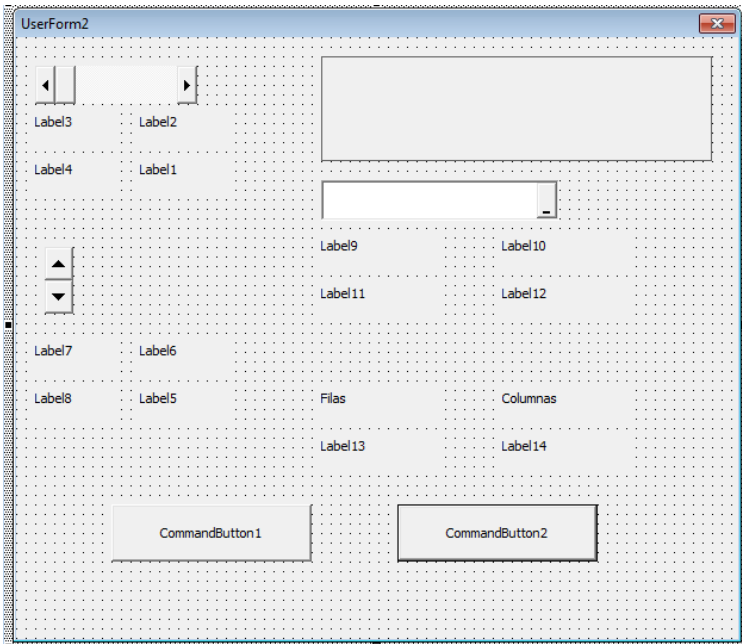 UserForm2
Label3 Label2
Label4 Label1
Label9 Label10
Label11 Label12
Label7 Label6
Label8 Label5 Filas Columnas
Label13 Label14
CommandButton1 CommandButton2